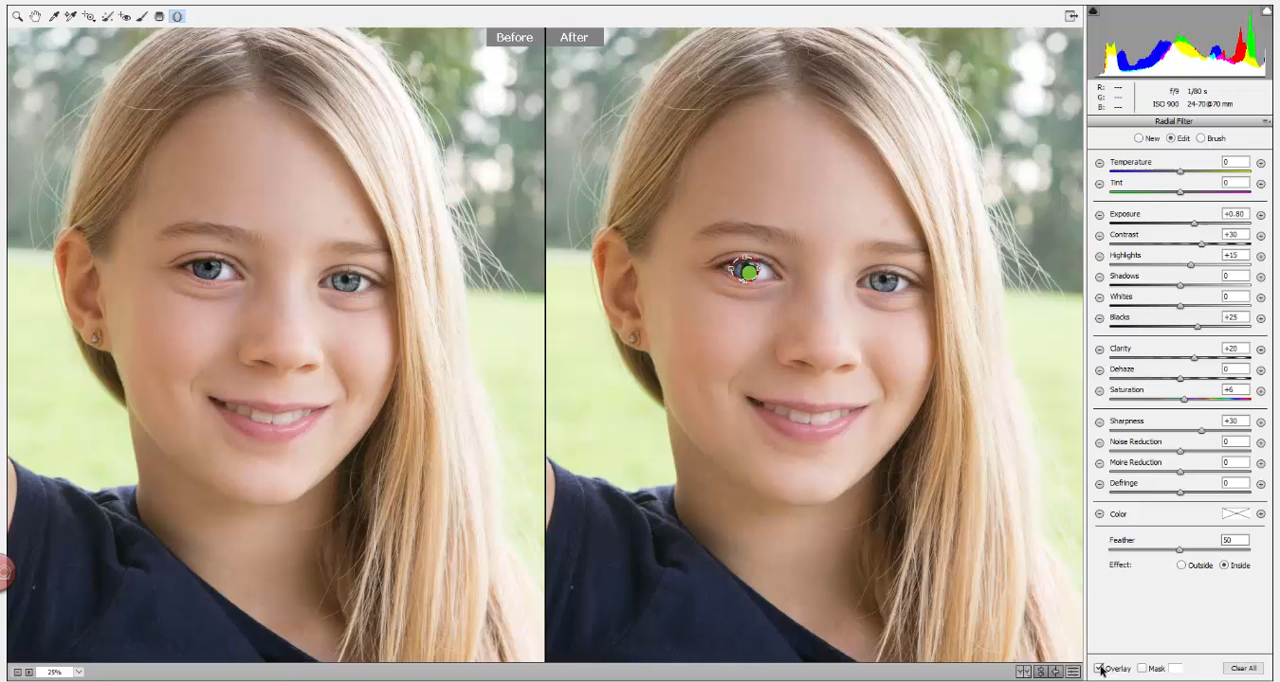 Before
After
R: ---
G: ---
B: ---
f/9 1/80 s
ISO 900 24-70@70 mm
Radial Filter
New Edit Brush
Temperature 0
Tint 0
Exposure +0.80
Contrast +30
Highlights +15
Shadows 0
Whites 0
Blacks +25
Clarity +20
Dehaze 0
Saturation +6
Sharpness +30
Noise Reduction 0
Moire Reduction 0
Defringe 0
Color
Feather 50
Effect: Outside Inside
25%
Overlay Mask Clear All